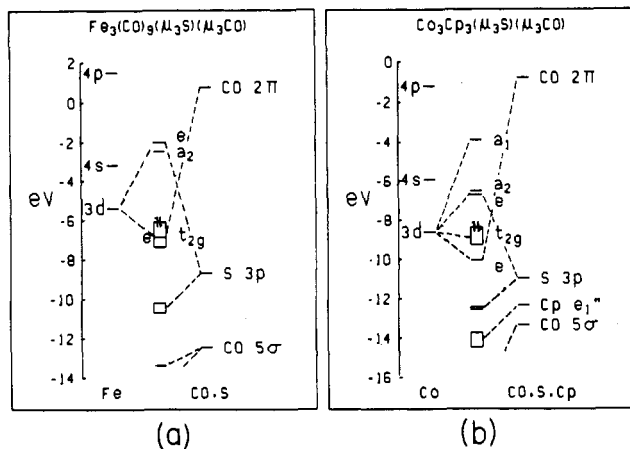 Fe₃(CO)₉(μ₃S)(μ₃CO)
2
4p
0
-2
4s
-4
eV
3d
-6
-8
-10
-12
-14
CO 2π
e
a₂
e
t₂g
S 3p
CO 5σ
Fe
CO,S
(a)
Co₃Cp₃(μ₃S)(μ₃CO)
0
4p
-2
-4
4s
-6
eV
3d
-8
-10
-12
-14
-16
CO 2π
a₁
a₂
e
t₂g
e
S 3p
Cp e₁"
CO 5σ
Co
CO,S,Cp
(b)